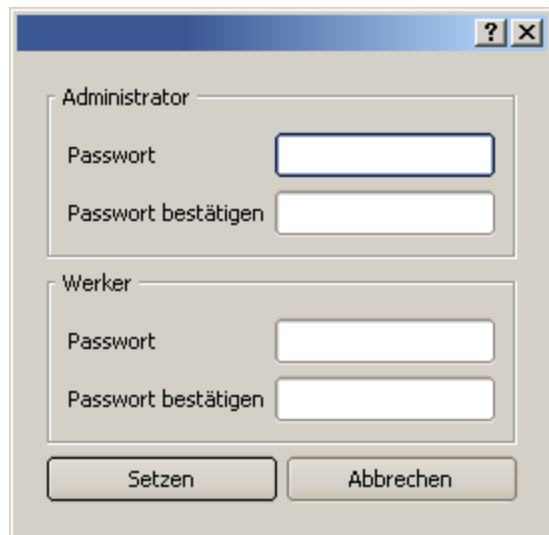 Administrator
Passwort
Passwort bestätigen
Werker
Passwort
Passwort bestätigen
Setzen Abbrechen